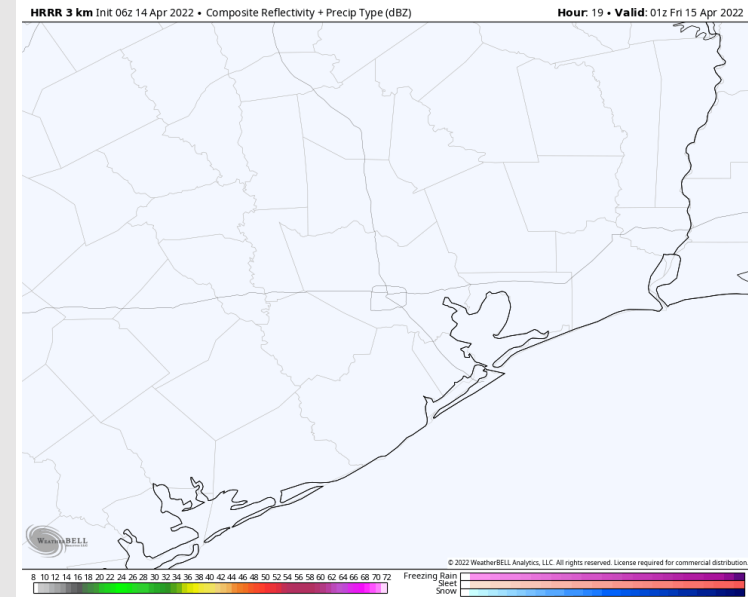 HRRR 3 km Init 06z 14 Apr 2022 • Composite Reflectivity + Precip Type (dBZ) Hour: 19 • Valid: 01z Fri 15 Apr 2022
WEATHERBELL
© 2022 WeatherBELL Analytics, LLC. All rights reserved. License required for commercial distribution.
8 10 12 14 16 18 20 22 24 26 28 30 32 34 36 38 40 42 44 46 48 50 52 54 56 58 60 62 64 66 68 70 72
Freezing Rain
Sleet
Snow